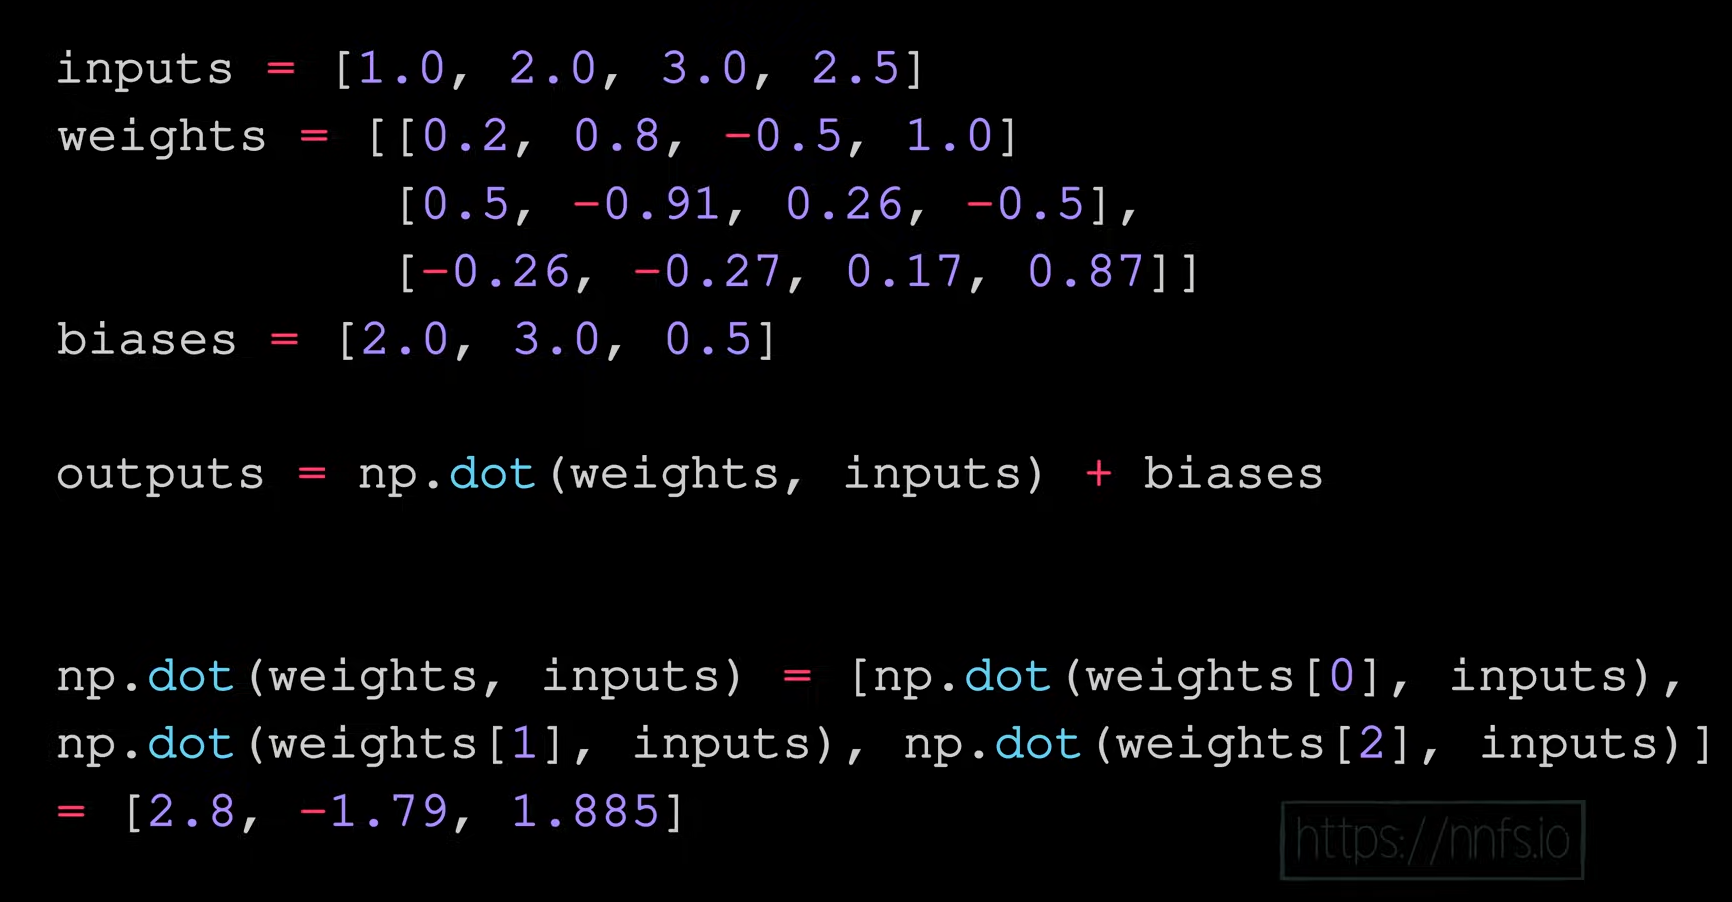 inputs = [1.0, 2.0, 3.0, 2.5]
weights = [[0.2, 0.8, -0.5, 1.0]
[0.5, -0.91, 0.26, -0.5],
[-0.26, -0.27, 0.17, 0.87]]
biases = [2.0, 3.0, 0.5]
outputs = np.dot(weights, inputs) + biases
np.dot(weights, inputs) = [np.dot(weights[0], inputs),
np.dot(weights[1], inputs), np.dot(weights[2], inputs)]
= [2.8, -1.79, 1.885]
https://nnfs.io